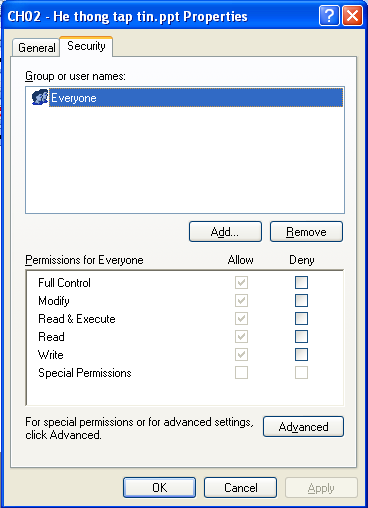 CH02 - He thong tap tin.ppt Properties
General Security
Group or user names:
Everyone
Add... Remove
Permissions for Everyone Allow Deny
Full Control
Modify
Read & Execute
Read
Write
Special Permissions
For special permissions or for advanced settings,
click Advanced.
Advanced
OK Cancel Apply